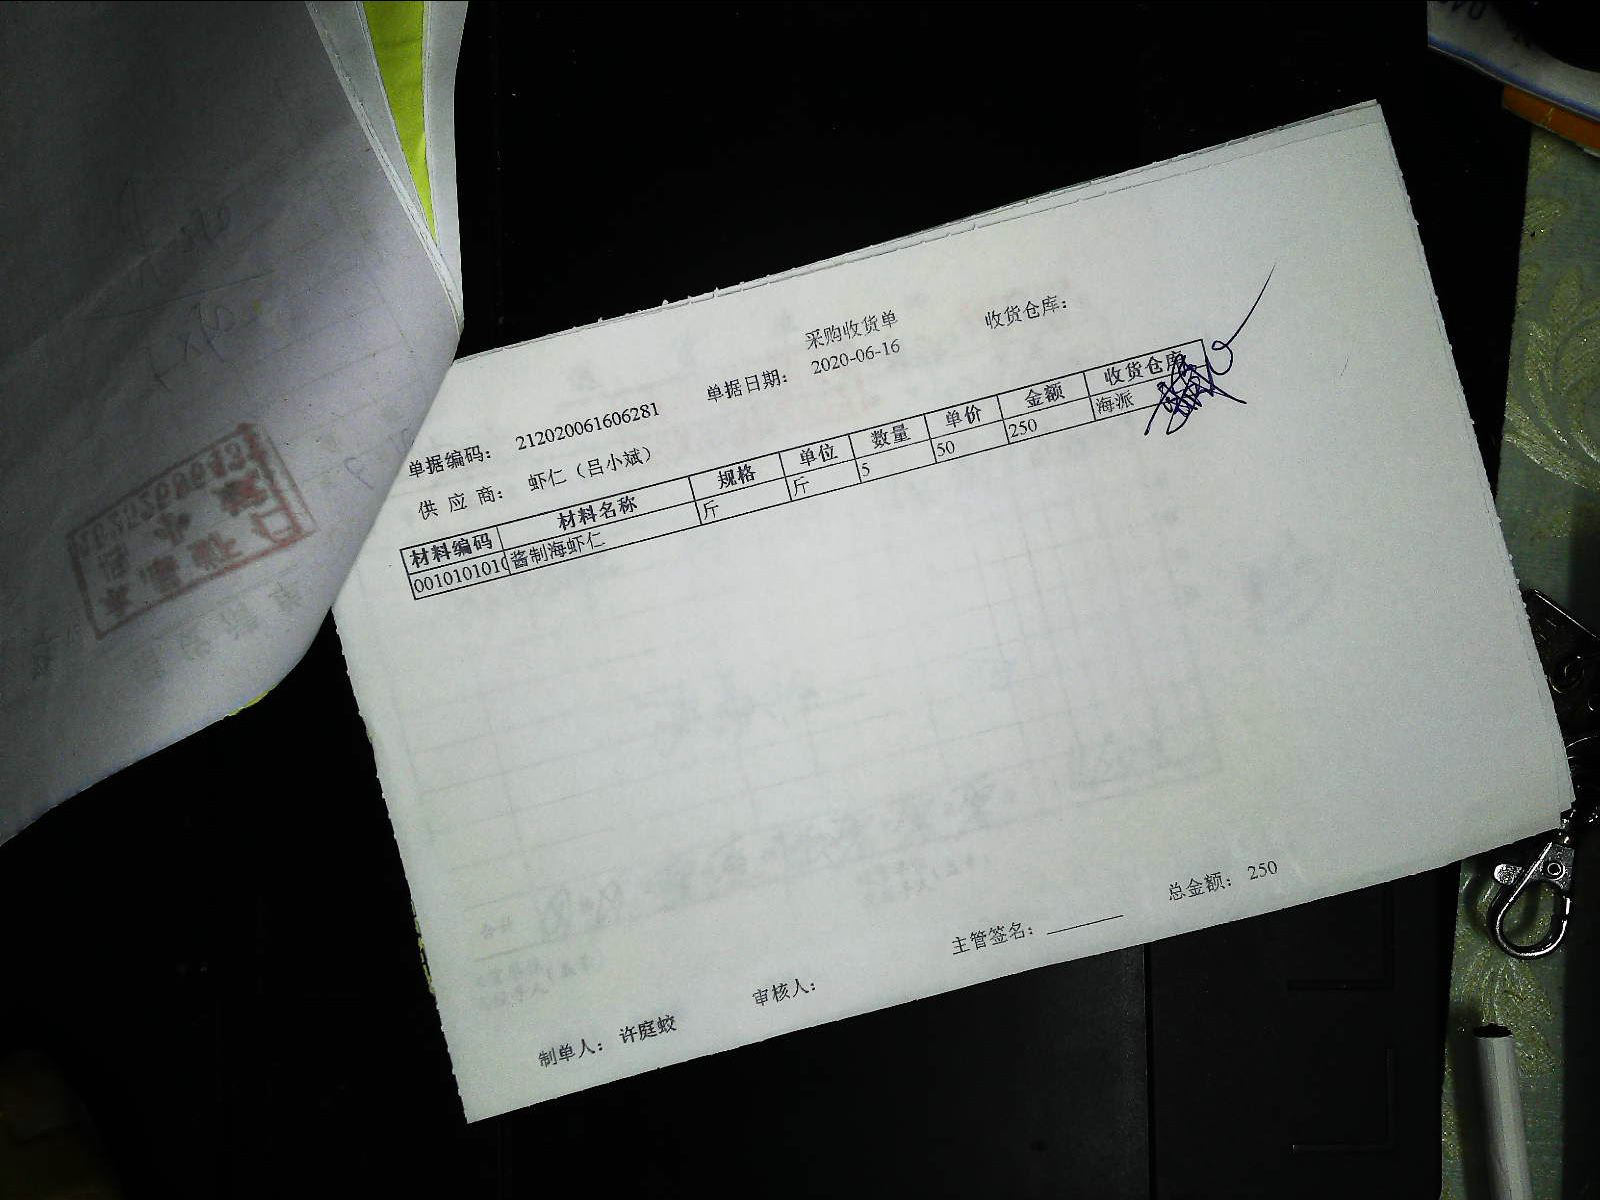 采购收货单 收货仓库：
单据编码： 212020061606281 单据日期： 2020-06-16
供 应 商： 虾仁（吕小斌）
材料编码 材料名称 规格 单位 数量 单价 金额 收货仓库
0010101010 酱制海虾仁 斤 斤 5 50 250 海派
制单人： 许庭蛟 审核人： 主管签名： 总金额： 250